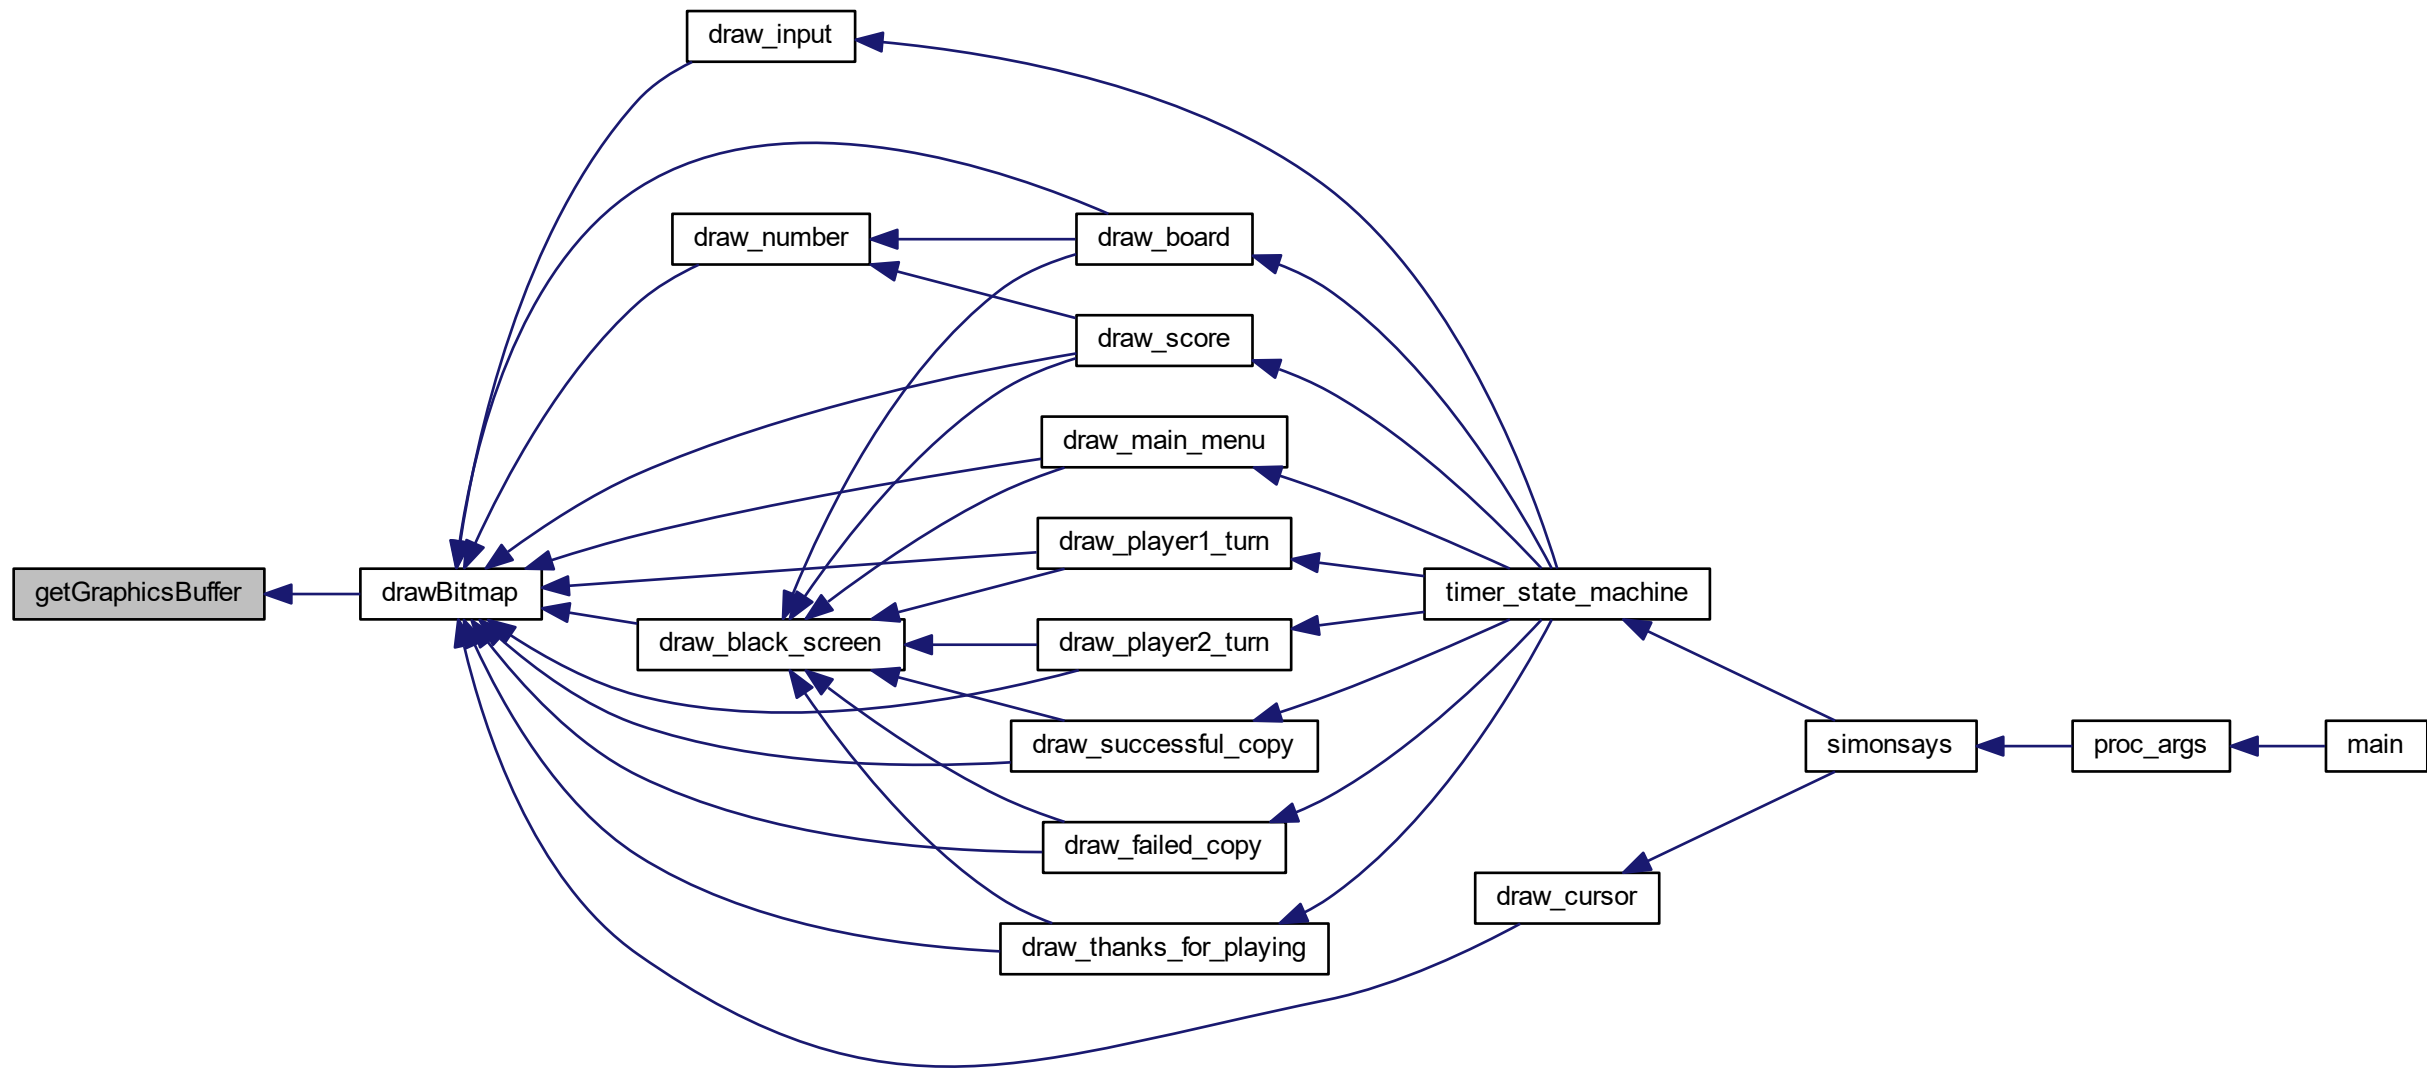 draw_input
draw_number
draw_board
draw_score
draw_main_menu
draw_player1_turn
getGraphicsBuffer
drawBitmap
timer_state_machine
draw_black_screen
draw_player2_turn
draw_successful_copy
simonsays
proc_args
main
draw_failed_copy
draw_cursor
draw_thanks_for_playing